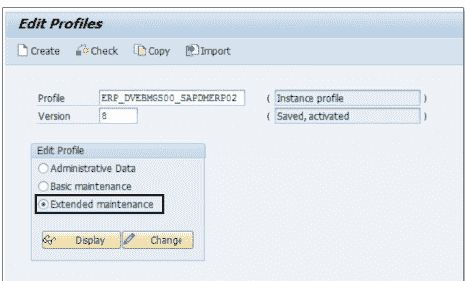 Edit Profiles
Create Check Copy Import
Profile ERP_DVEBMGS00_SAPDMERP02 ( Instance profile )
Version 8 ( Saved, activated )
Edit Profile
Administrative Data
Basic maintenance
Extended maintenance
Display Change